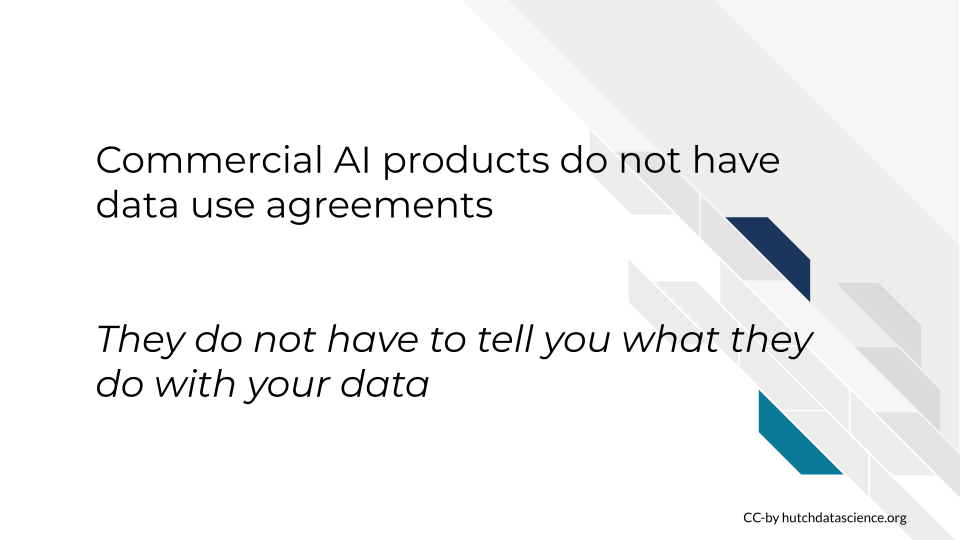 Commercial AI products do not have
data use agreements
They do not have to tell you what they
do with your data
CC-by hutchdatascience.org